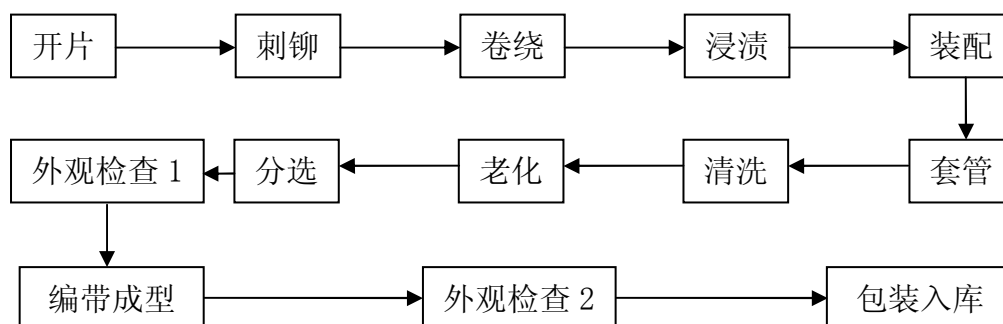 开片 刺铆 卷绕 浸渍 装配
外观检查 1 分选 老化 清洗 套管
编带成型 外观检查 2 包装入库